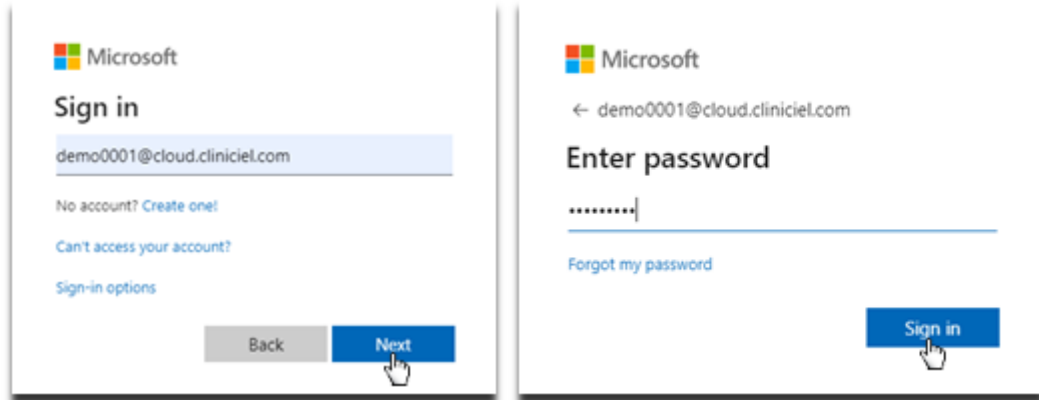 Microsoft
Sign in
demo0001@cloud.cliniciel.com
No account? Create one!
Can't access your account?
Sign-in options
Back
Next
Microsoft
← demo0001@cloud.cliniciel.com
Enter password
•••••••••
Forgot my password
Sign in